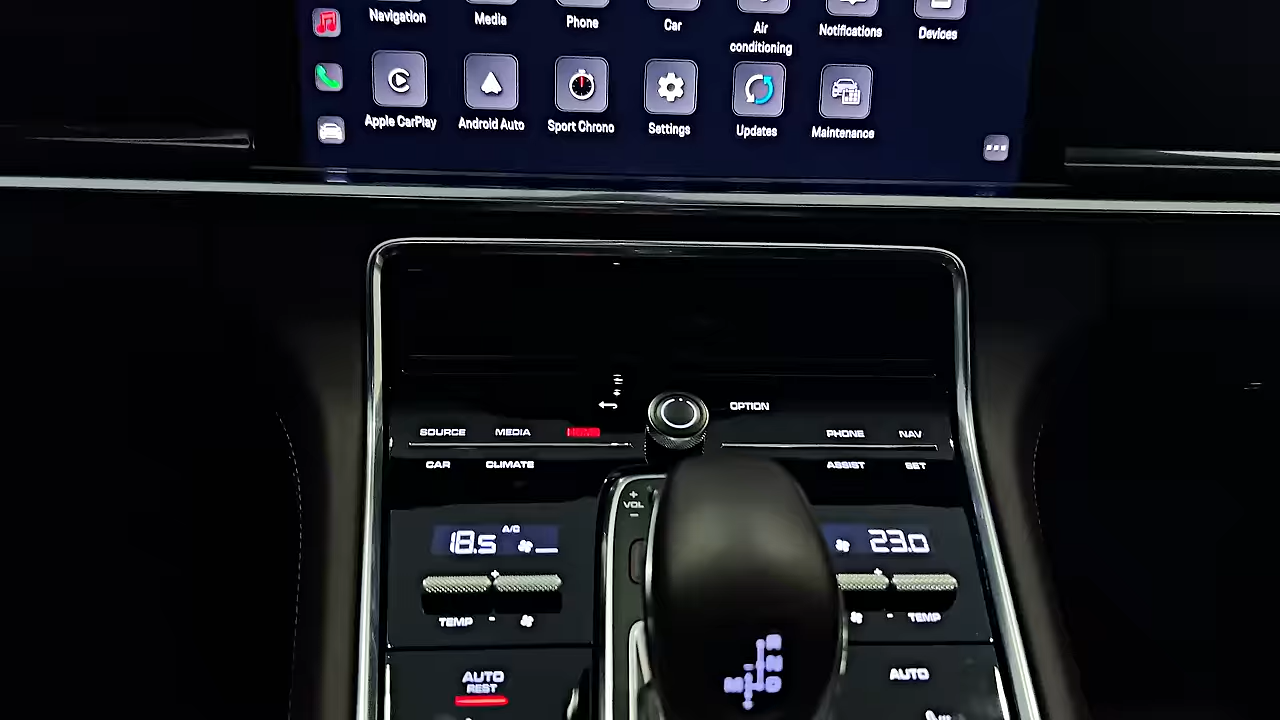 Navigation
Media
Phone
Car
Air
conditioning
Notifications
Devices
Apple CarPlay
Android Auto
Sport Chrono
Settings
Updates
Maintenance
OPTION
SOURCE
MEDIA
HOME
PHONE
NAV
CAR
CLIMATE
ASSIST
SET
+
VOL
−
A/C
18.5
23.0
+
+
TEMP -
- TEMP
AUTO
REST
AUTO
R
N
M D